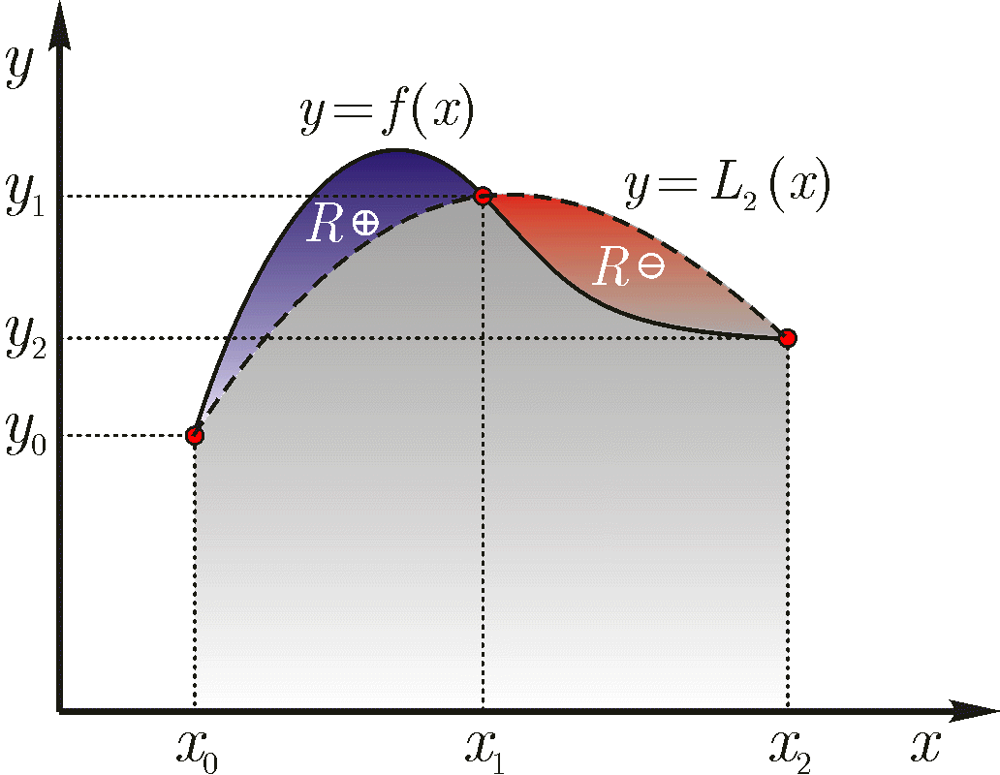 y
y=f(x)
y₁
y=L₂(x)
R⊕
R⊖
y₂
y₀
x₀
x₁
x₂
x